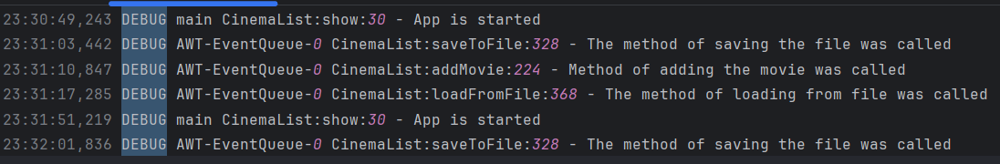 23:30:49,243 DEBUG main CinemaList:show:30 - App is started
23:31:03,442 DEBUG AWT-EventQueue-0 CinemaList:saveToFile:328 - The method of saving the file was called
23:31:10,847 DEBUG AWT-EventQueue-0 CinemaList:addMovie:224 - Method of adding the movie was called
23:31:17,285 DEBUG AWT-EventQueue-0 CinemaList:loadFromFile:368 - The method of loading from file was called
23:31:51,219 DEBUG main CinemaList:show:30 - App is started
23:32:01,836 DEBUG AWT-EventQueue-0 CinemaList:saveToFile:328 - The method of saving the file was called